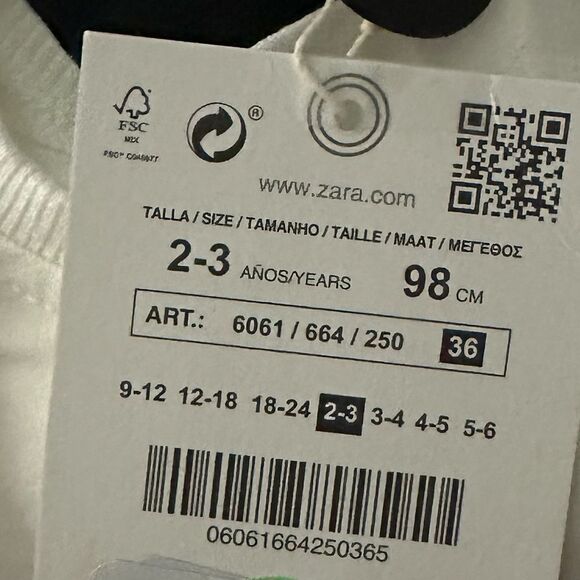 FSC
MIX
®
www.zara.com
TALLA / SIZE / TAMANHO / TAILLE / MAAT / ΜΕΓΕΘΟΣ
2-3 AÑOS/YEARS 98 CM
ART.: 6061 / 664 / 250 36
9-12 12-18 18-24 2-3 3-4 4-5 5-6
06061664250365